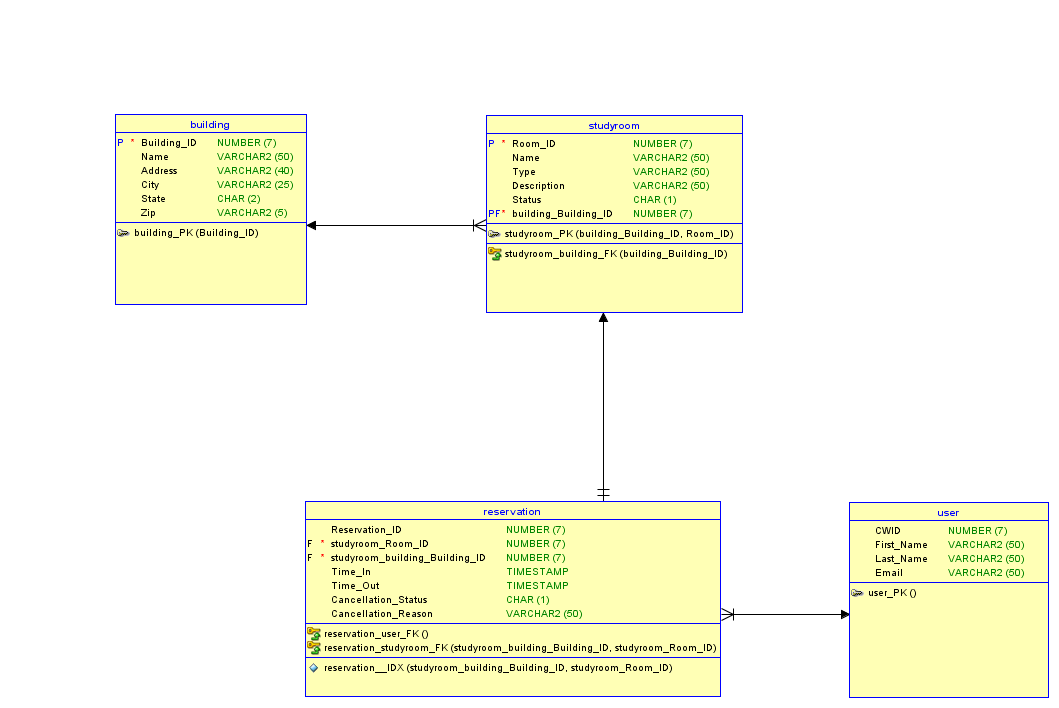 building
P * Building_ID NUMBER (7)
Name VARCHAR2 (50)
Address VARCHAR2 (40)
City VARCHAR2 (25)
State CHAR (2)
Zip VARCHAR2 (5)
building_PK (Building_ID)
studyroom
P * Room_ID NUMBER (7)
Name VARCHAR2 (50)
Type VARCHAR2 (50)
Description VARCHAR2 (50)
Status CHAR (1)
PF* building_Building_ID NUMBER (7)
studyroom_PK (building_Building_ID, Room_ID)
studyroom_building_FK (building_Building_ID)
reservation
Reservation_ID NUMBER (7)
F * studyroom_Room_ID NUMBER (7)
F * studyroom_building_Building_ID NUMBER (7)
Time_In TIMESTAMP
Time_Out TIMESTAMP
Cancellation_Status CHAR (1)
Cancellation_Reason VARCHAR2 (50)
reservation_user_FK ()
reservation_studyroom_FK (studyroom_building_Building_ID, studyroom_Room_ID)
reservation__IDX (studyroom_building_Building_ID, studyroom_Room_ID)
user
CWID NUMBER (7)
First_Name VARCHAR2 (50)
Last_Name VARCHAR2 (50)
Email VARCHAR2 (50)
user_PK ()